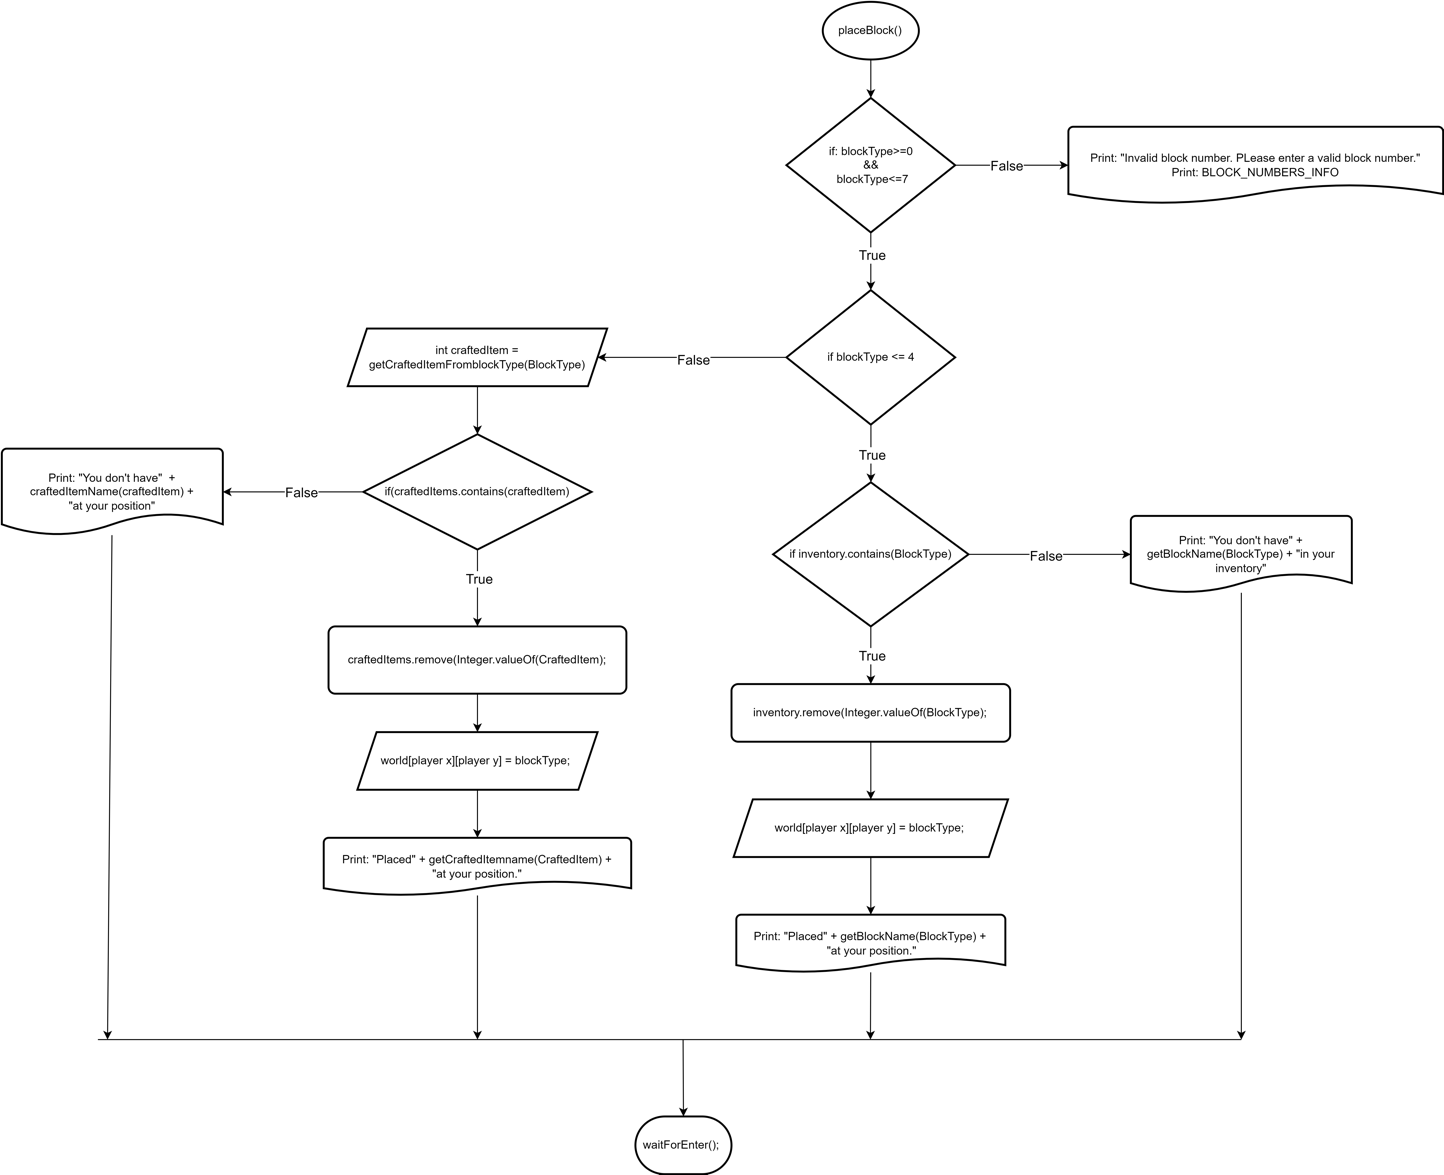 placeBlock()
if: blockType>=0
&&
blockType<=7
False
Print: "Invalid block number. PLease enter a valid block number."
Print: BLOCK_NUMBERS_INFO
True
if blockType <= 4
False
int craftedItem =
getCraftedItemFromblockType(BlockType)
True
if(craftedItems.contains(craftedItem)
False
Print: "You don't have"  +
craftedItemName(craftedItem) +
"at your position"
True
if inventory.contains(BlockType)
False
Print: "You don't have" +
getBlockName(BlockType) + "in your
inventory"
True
craftedItems.remove(Integer.valueOf(CraftedItem);
inventory.remove(Integer.valueOf(BlockType);
world[player x][player y] = blockType;
world[player x][player y] = blockType;
Print: "Placed" + getCraftedItemname(CraftedItem) +
"at your position."
Print: "Placed" + getBlockName(BlockType) +
"at your position."
waitForEnter();